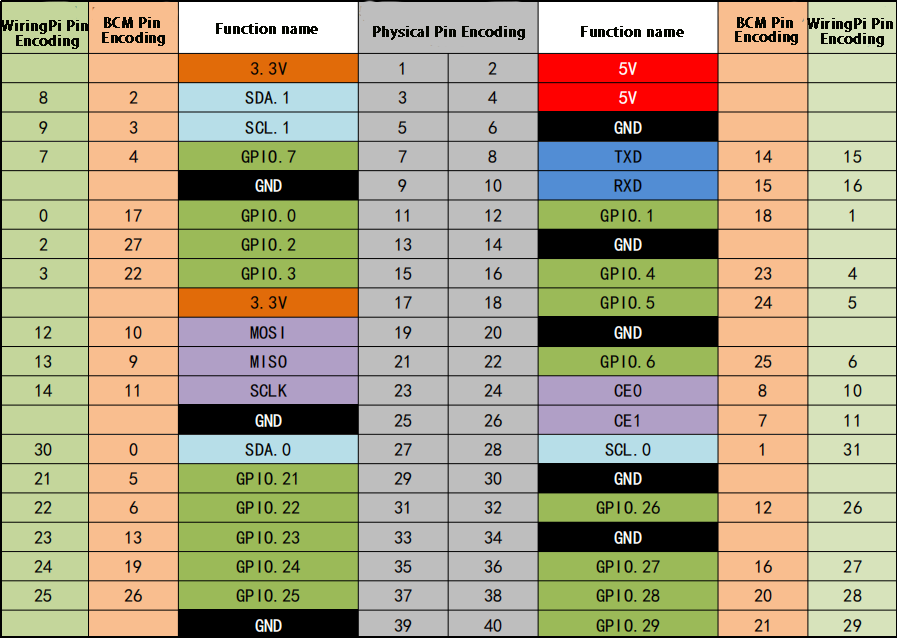 WiringPi Pin Encoding BCM Pin Encoding Function name Physical Pin Encoding Function name BCM Pin Encoding WiringPi Pin Encoding
3.3V 1 2 5V
8 2 SDA.1 3 4 5V
9 3 SCL.1 5 6 GND
7 4 GPIO.7 7 8 TXD 14 15
GND 9 10 RXD 15 16
0 17 GPIO.0 11 12 GPIO.1 18 1
2 27 GPIO.2 13 14 GND
3 22 GPIO.3 15 16 GPIO.4 23 4
3.3V 17 18 GPIO.5 24 5
12 10 MOSI 19 20 GND
13 9 MISO 21 22 GPIO.6 25 6
14 11 SCLK 23 24 CE0 8 10
GND 25 26 CE1 7 11
30 0 SDA.0 27 28 SCL.0 1 31
21 5 GPIO.21 29 30 GND
22 6 GPIO.22 31 32 GPIO.26 12 26
23 13 GPIO.23 33 34 GND
24 19 GPIO.24 35 36 GPIO.27 16 27
25 26 GPIO.25 37 38 GPIO.28 20 28
GND 39 40 GPIO.29 21 29